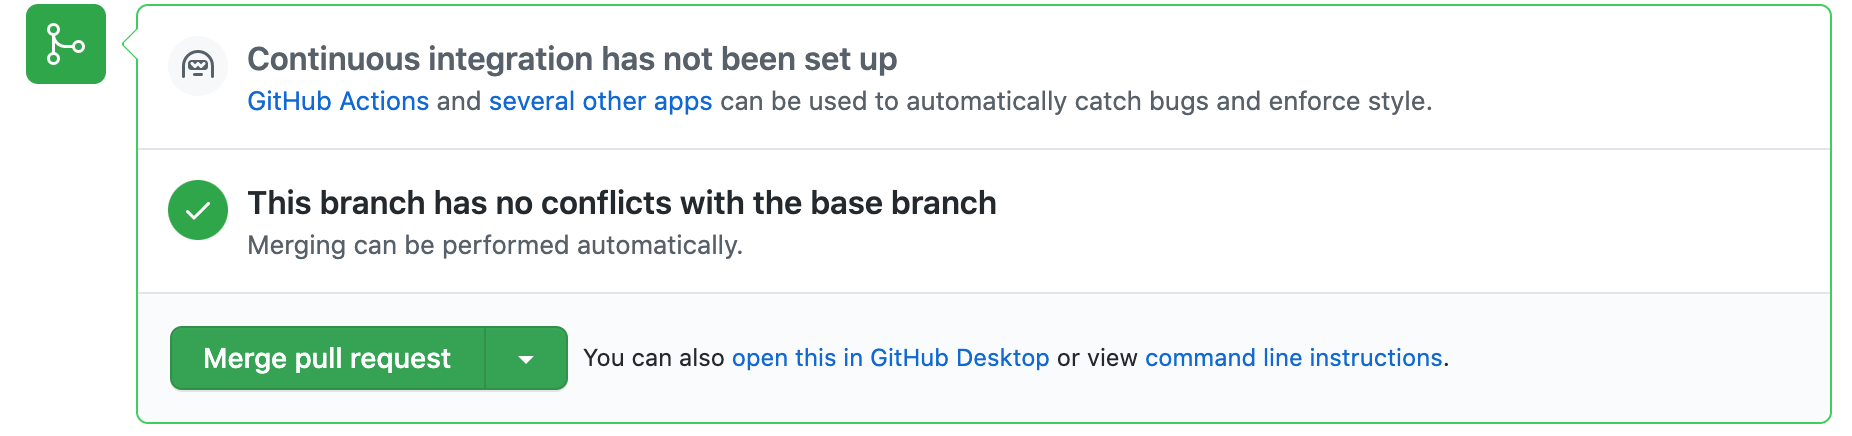 Continuous integration has not been set up
GitHub Actions and several other apps can be used to automatically catch bugs and enforce style.
This branch has no conflicts with the base branch
Merging can be performed automatically.
Merge pull request You can also open this in GitHub Desktop or view command line instructions.